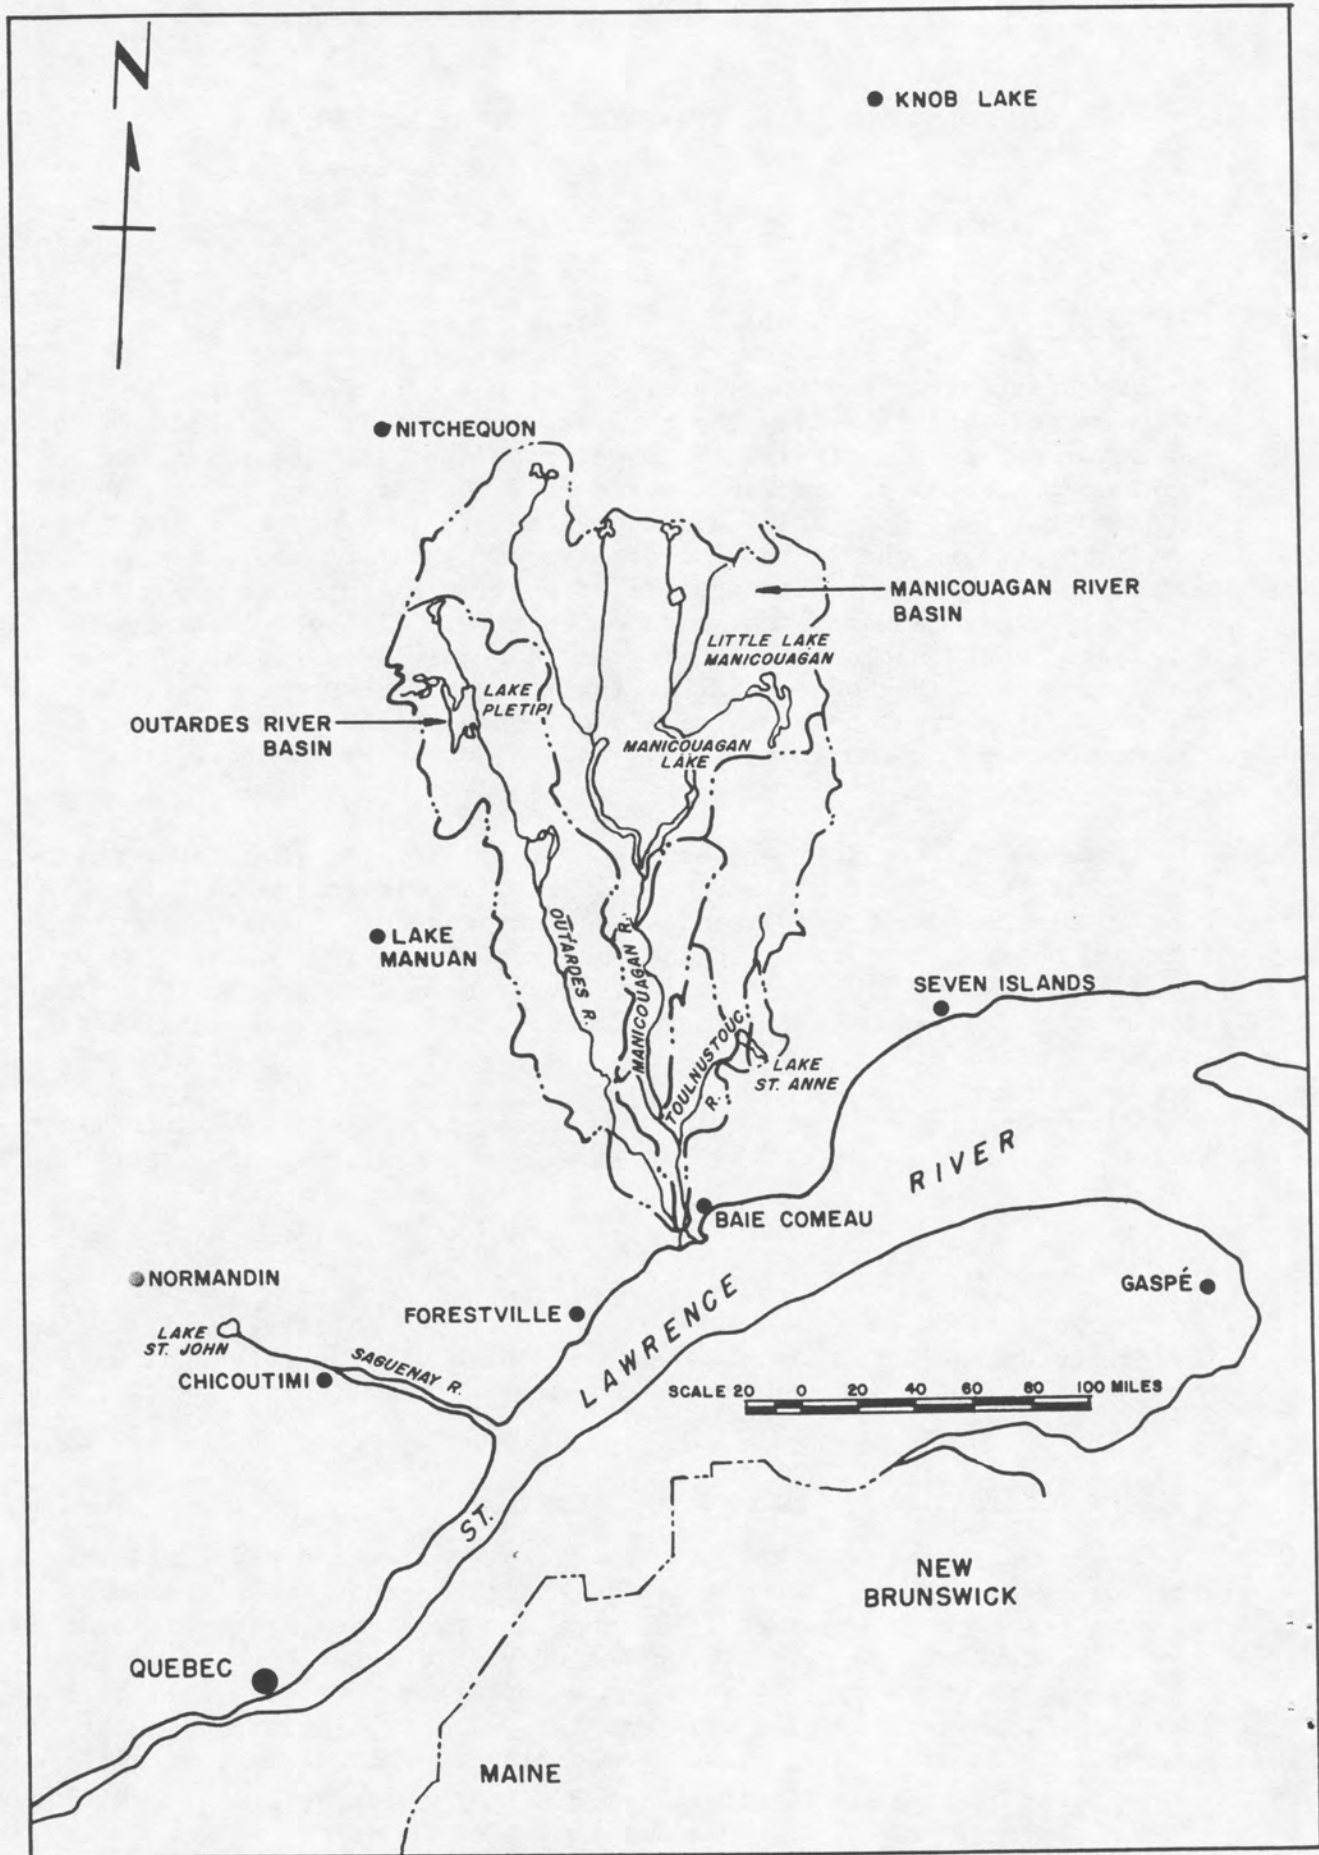 N
KNOB LAKE
NITCHEQUON
MANICOUAGAN RIVER
BASIN
LITTLE LAKE
MANICOUAGAN
LAKE
PLETIPI
OUTARDES RIVER
BASIN
MANICOUAGAN
LAKE
OUTARDES R.
MANICOUAGAN R.
LAKE
MANUAN
SEVEN ISLANDS
TOULNUSTOUC
R.
LAKE
ST. ANNE
RIVER
BAIE COMEAU
NORMANDIN
GASPÉ
FORESTVILLE
LAKE
ST. JOHN
SAGUENAY R.
CHICOUTIMI
LAWRENCE
SCALE 20 0 20 40 60 80 100 MILES
ST.
NEW
BRUNSWICK
QUEBEC
MAINE